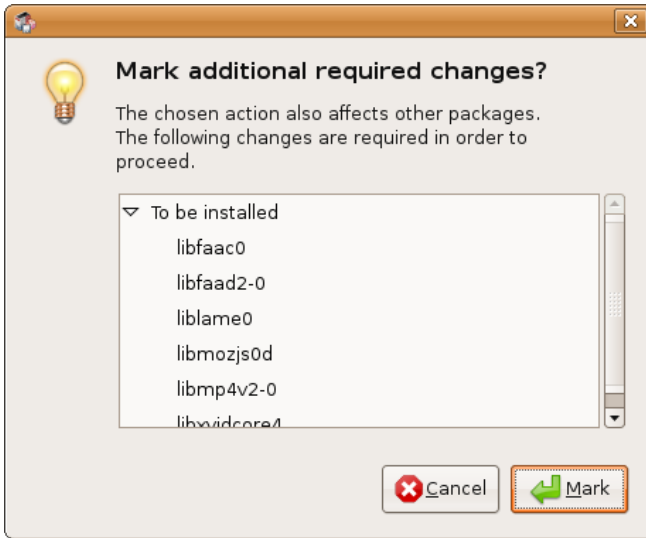 Mark additional required changes?
The chosen action also affects other packages.
The following changes are required in order to
proceed.
To be installed
libfaac0
libfaad2-0
liblame0
libmozjs0d
libmp4v2-0
libxvidcore4
Cancel
Mark